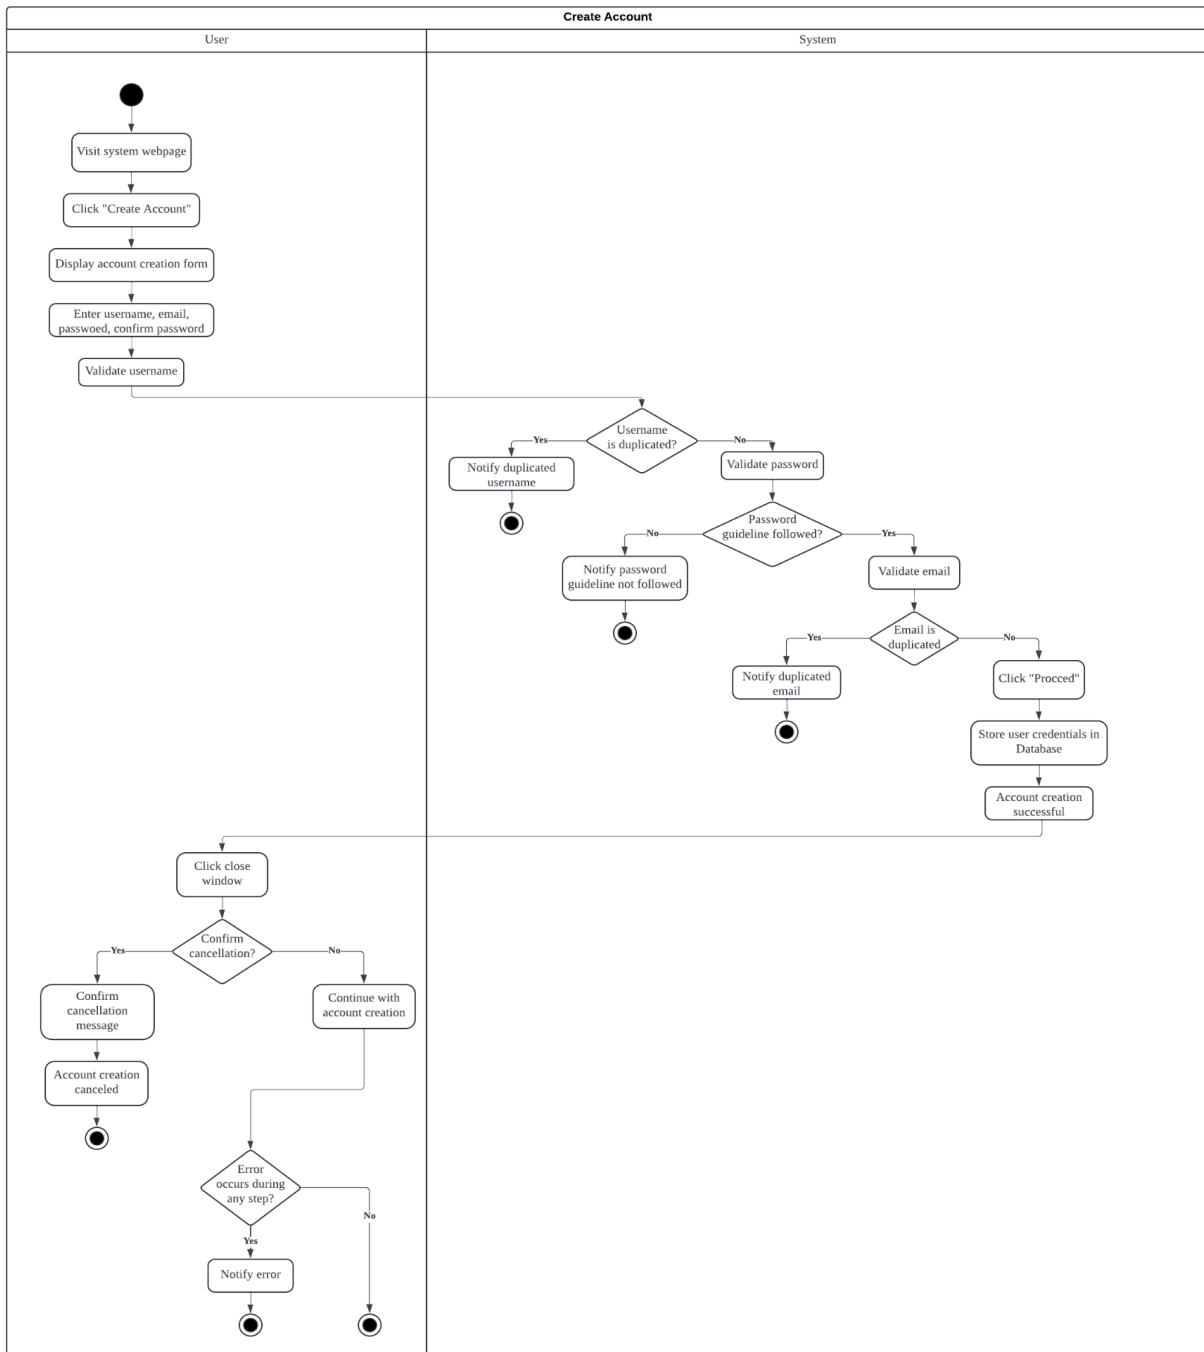 Create Account
User
System
Visit system webpage
Click "Create Account"
Display account creation form
Enter username, email,
passwoed, confirm password
Validate username
Username
is duplicated?
Yes
No
Notify duplicated
username
Validate password
Password
guideline followed?
No
Yes
Notify password
guideline not followed
Validate email
Email is
duplicated
Yes
No
Notify duplicated
email
Click "Procced"
Store user credentials in
Database
Account creation
successful
Click close
window
Confirm
cancellation?
Yes
No
Confirm
cancellation
message
Continue with
account creation
Account creation
canceled
Error
occurs during
any step?
No
Yes
Notify error